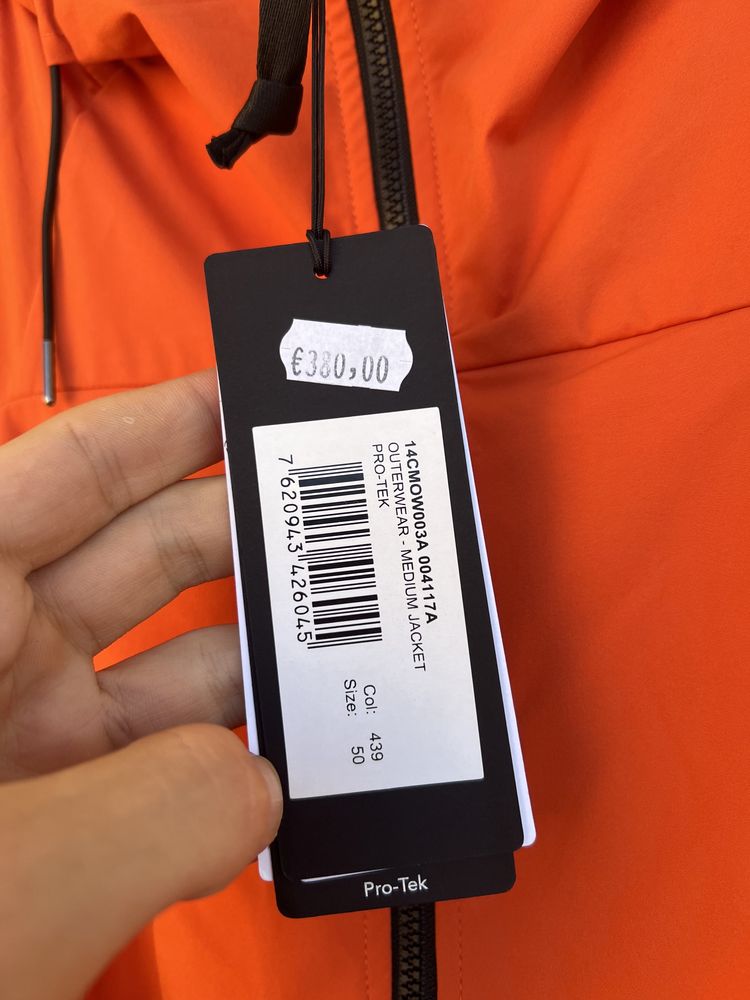 €380,00
14CMOW003A 004117A
OUTERWEAR - MEDIUM JACKET
PRO-TEK
7 620943 426045
Col: 439
Size: 50
Pro-Tek